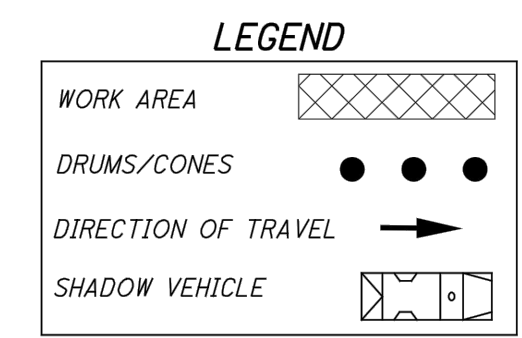 LEGEND
WORK AREA
DRUMS/CONES
DIRECTION OF TRAVEL
SHADOW VEHICLE